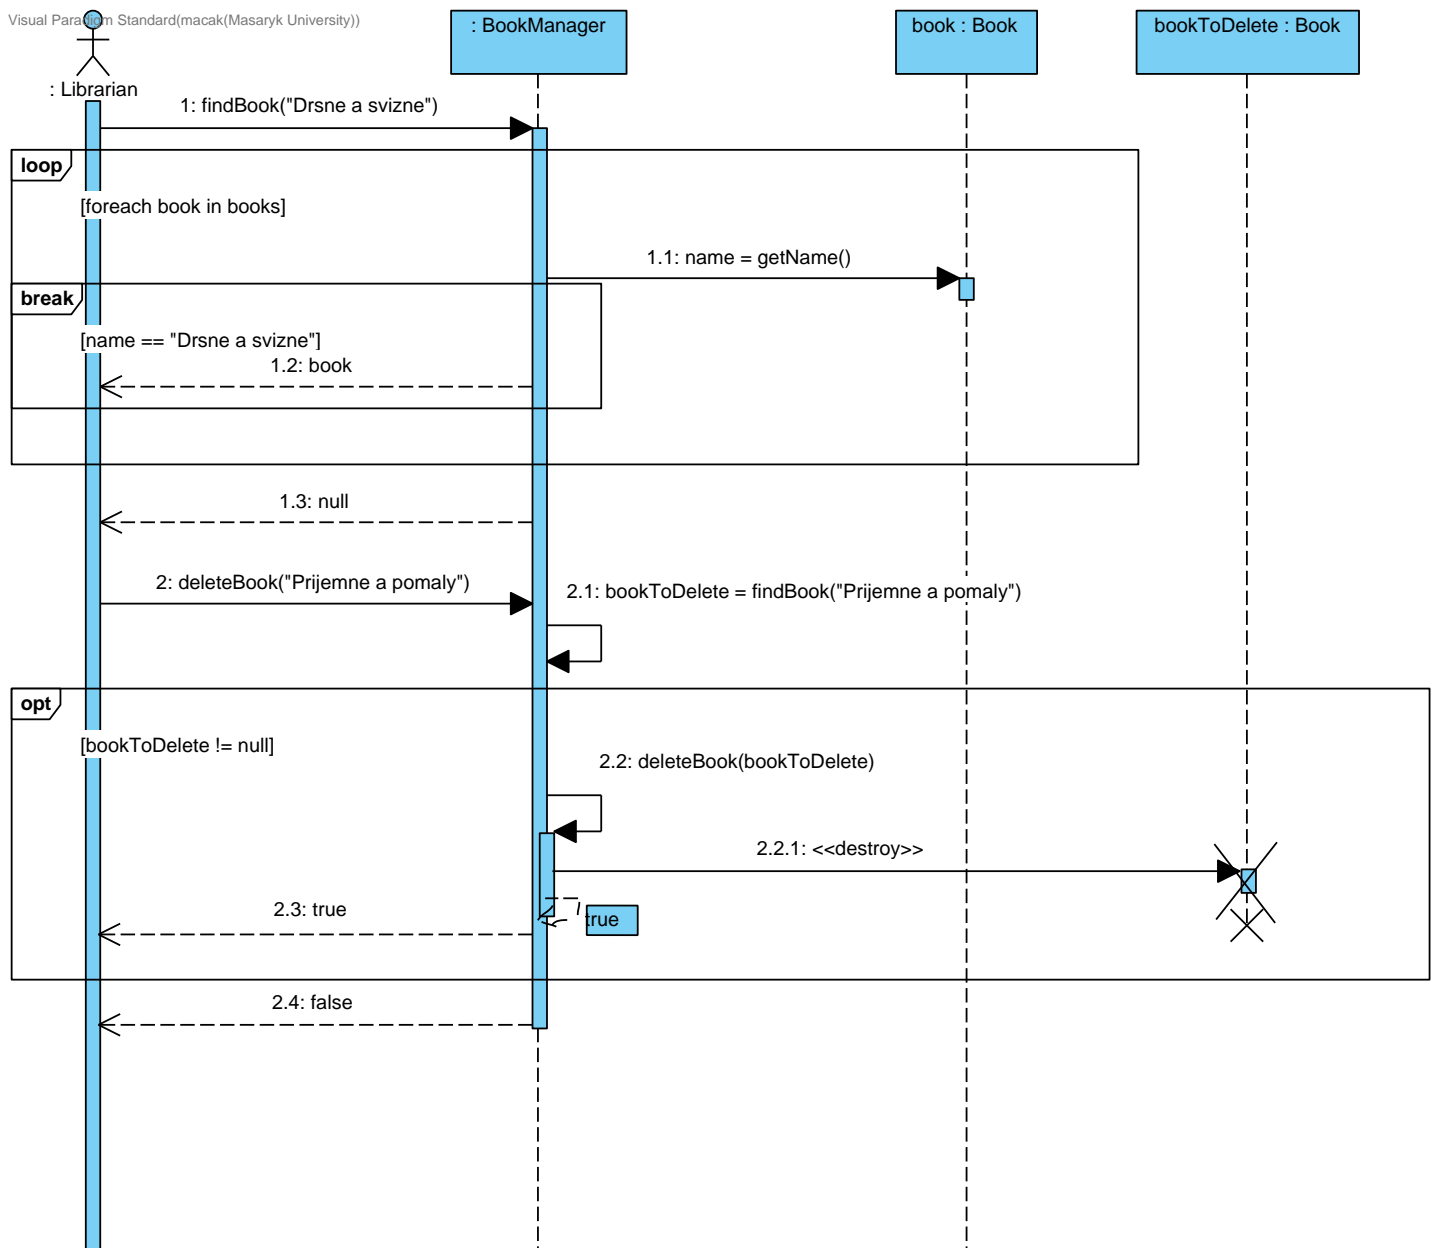 Visual Paradigm Standard(macak(Masaryk University))
: Librarian
: BookManager
book : Book
bookToDelete : Book
1: findBook("Drsne a svizne")
loop
[foreach book in books]
1.1: name = getName()
break
[name == "Drsne a svizne"]
1.2: book
1.3: null
2: deleteBook("Prijemne a pomaly")
2.1: bookToDelete = findBook("Prijemne a pomaly")
opt
[bookToDelete != null]
2.2: deleteBook(bookToDelete)
2.2.1: <<destroy>>
2.3: true
true
2.4: false